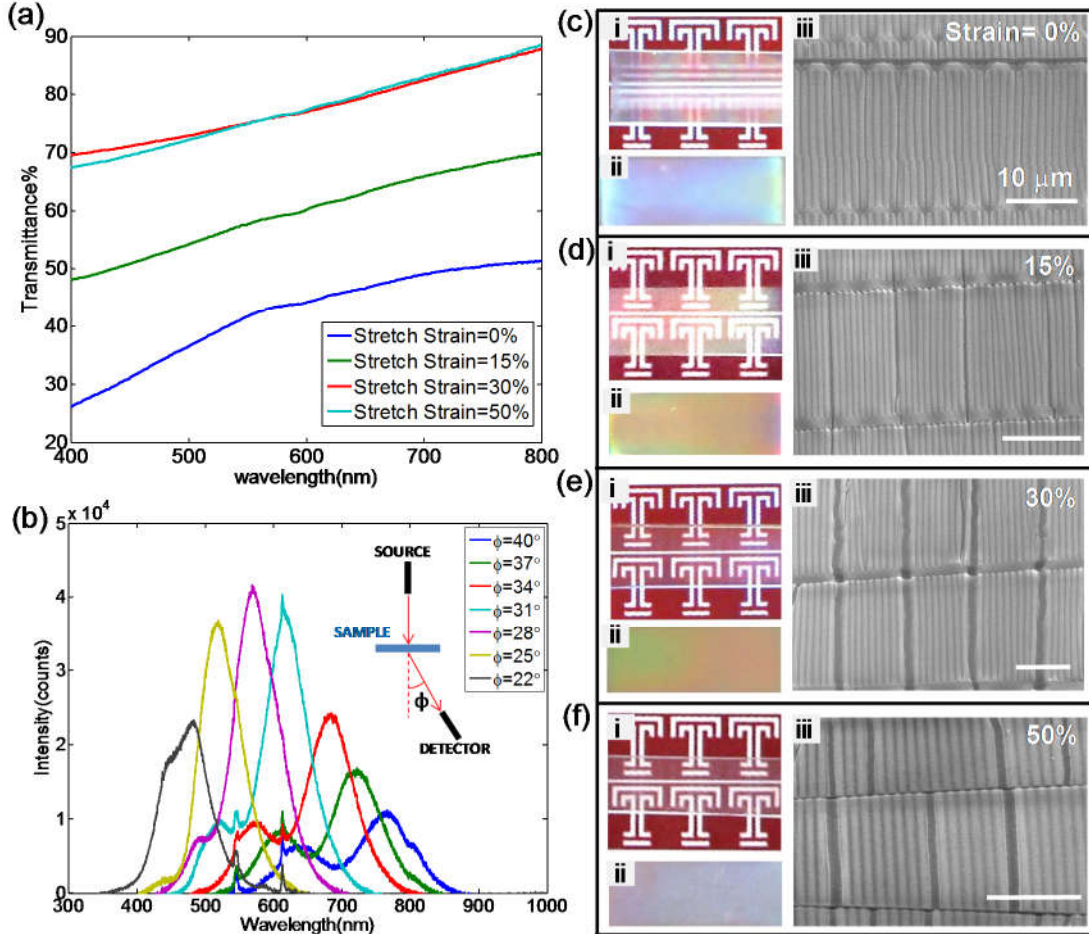 (a)
Transmittance%
90
80
70
60
50
40
30
20
400
500
600
700
800
wavelength(nm)
Stretch Strain=0%
Stretch Strain=15%
Stretch Strain=30%
Stretch Strain=50%
(b)
5 x 10⁴
4
3
2
1
0
Intensity(counts)
300 400 500 600 700 800 900 1000
Wavelength(nm)
SOURCE
SAMPLE
ϕ
DETECTOR
ϕ=40°
ϕ=37°
ϕ=34°
ϕ=31°
ϕ=28°
ϕ=25°
ϕ=22°
(c)
i
ii
iii
Strain= 0%
10 μm
(d)
i
ii
iii
15%
(e)
i
ii
iii
30%
(f)
i
ii
iii
50%